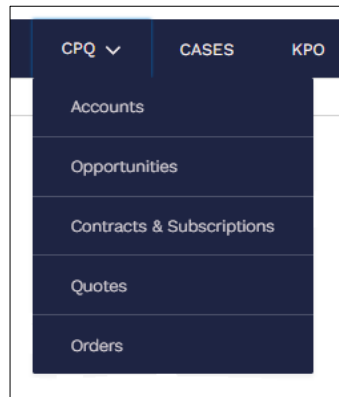 CPQ CASES KPO
Accounts
Opportunities
Contracts & Subscriptions
Quotes
Orders